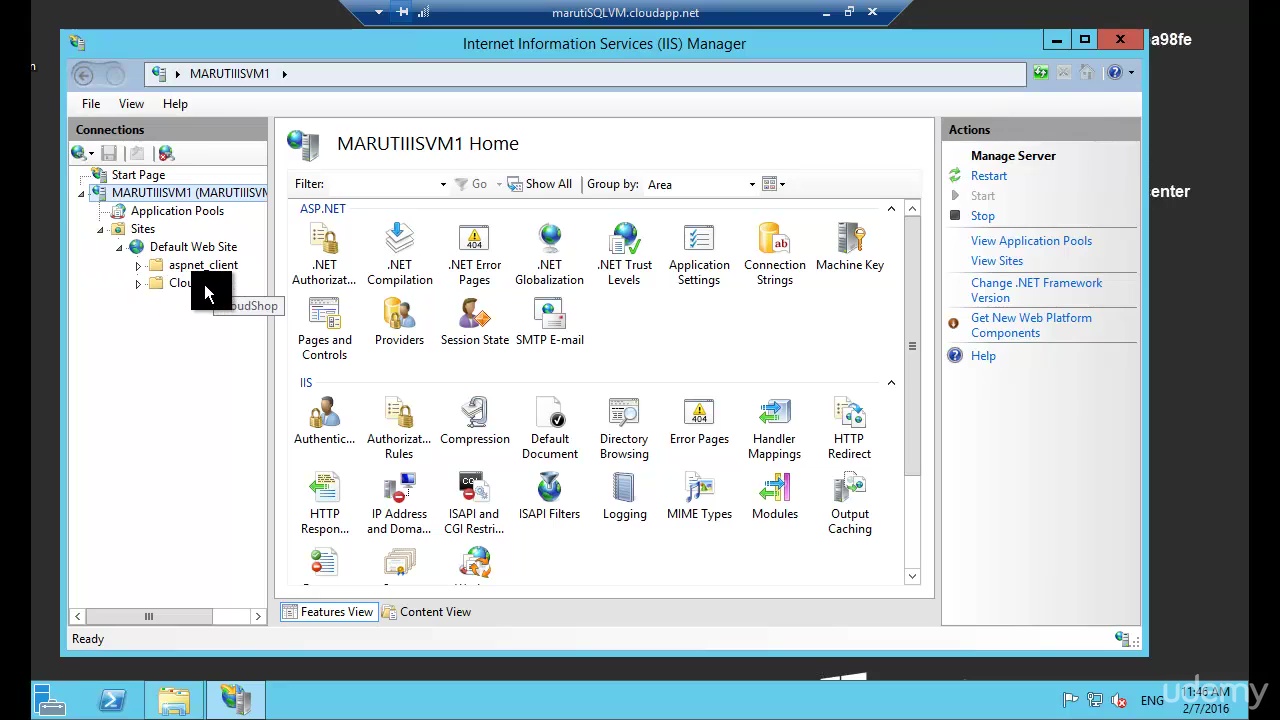 marutiSQLVM.cloudapp.net
Internet Information Services (IIS) Manager
a98fe
n
MARUTIIISVM1
File View Help
Connections
Start Page
MARUTIIISVM1 (MARUTIIISVM
Application Pools
Sites
Default Web Site
aspnet_client
Clou
oudShop
MARUTIIISVM1 Home
Filter: Go Show All Group by: Area
ASP.NET
.NET Authorizat...
.NET Compilation
.NET Error Pages
.NET Globalization
.NET Trust Levels
Application Settings
Connection Strings
Machine Key
Pages and Controls
Providers
Session State
SMTP E-mail
IIS
Authentic...
Authorizat... Rules
Compression
Default Document
Directory Browsing
Error Pages
Handler Mappings
HTTP Redirect
HTTP Respon...
IP Address and Doma...
ISAPI and CGI Restri...
ISAPI Filters
Logging
MIME Types
Modules
Output Caching
Features View Content View
Actions
Manage Server
Restart
Start
Stop
View Application Pools
View Sites
Change .NET Framework
Version
Get New Web Platform
Components
Help
enter
Ready
ENG
11:46 AM
2/7/2016
udemy